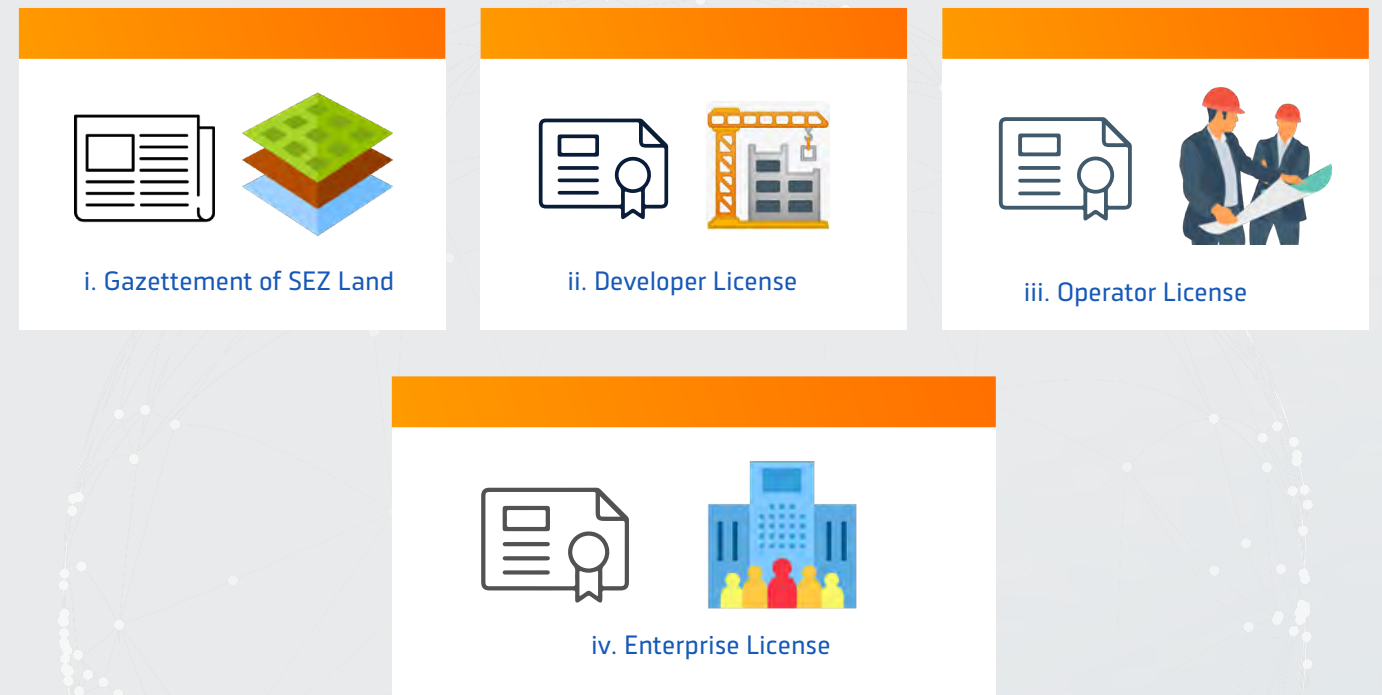 i. Gazettement of SEZ Land
ii. Developer License
iii. Operator License
iv. Enterprise License